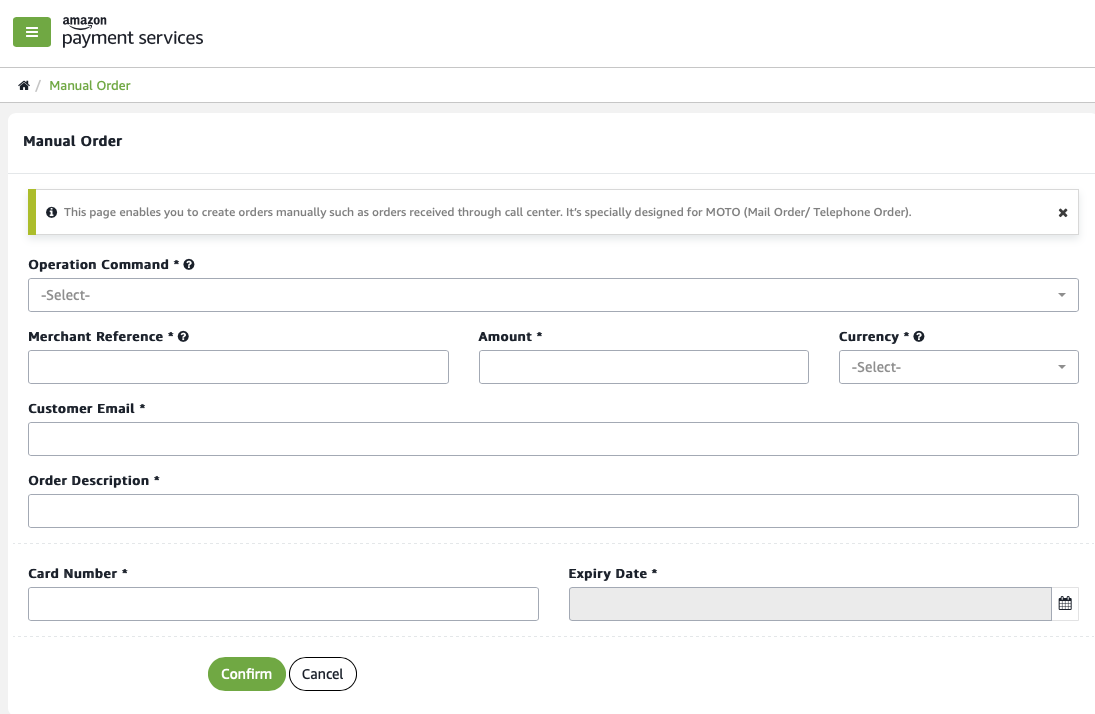 amazon
payment services
/ Manual Order
Manual Order
This page enables you to create orders manually such as orders received through call center. It’s specially designed for MOTO (Mail Order/ Telephone Order).
Operation Command *
-Select-
Merchant Reference * Amount * Currency *
-Select-
Customer Email *
Order Description *
Card Number * Expiry Date *
Confirm Cancel